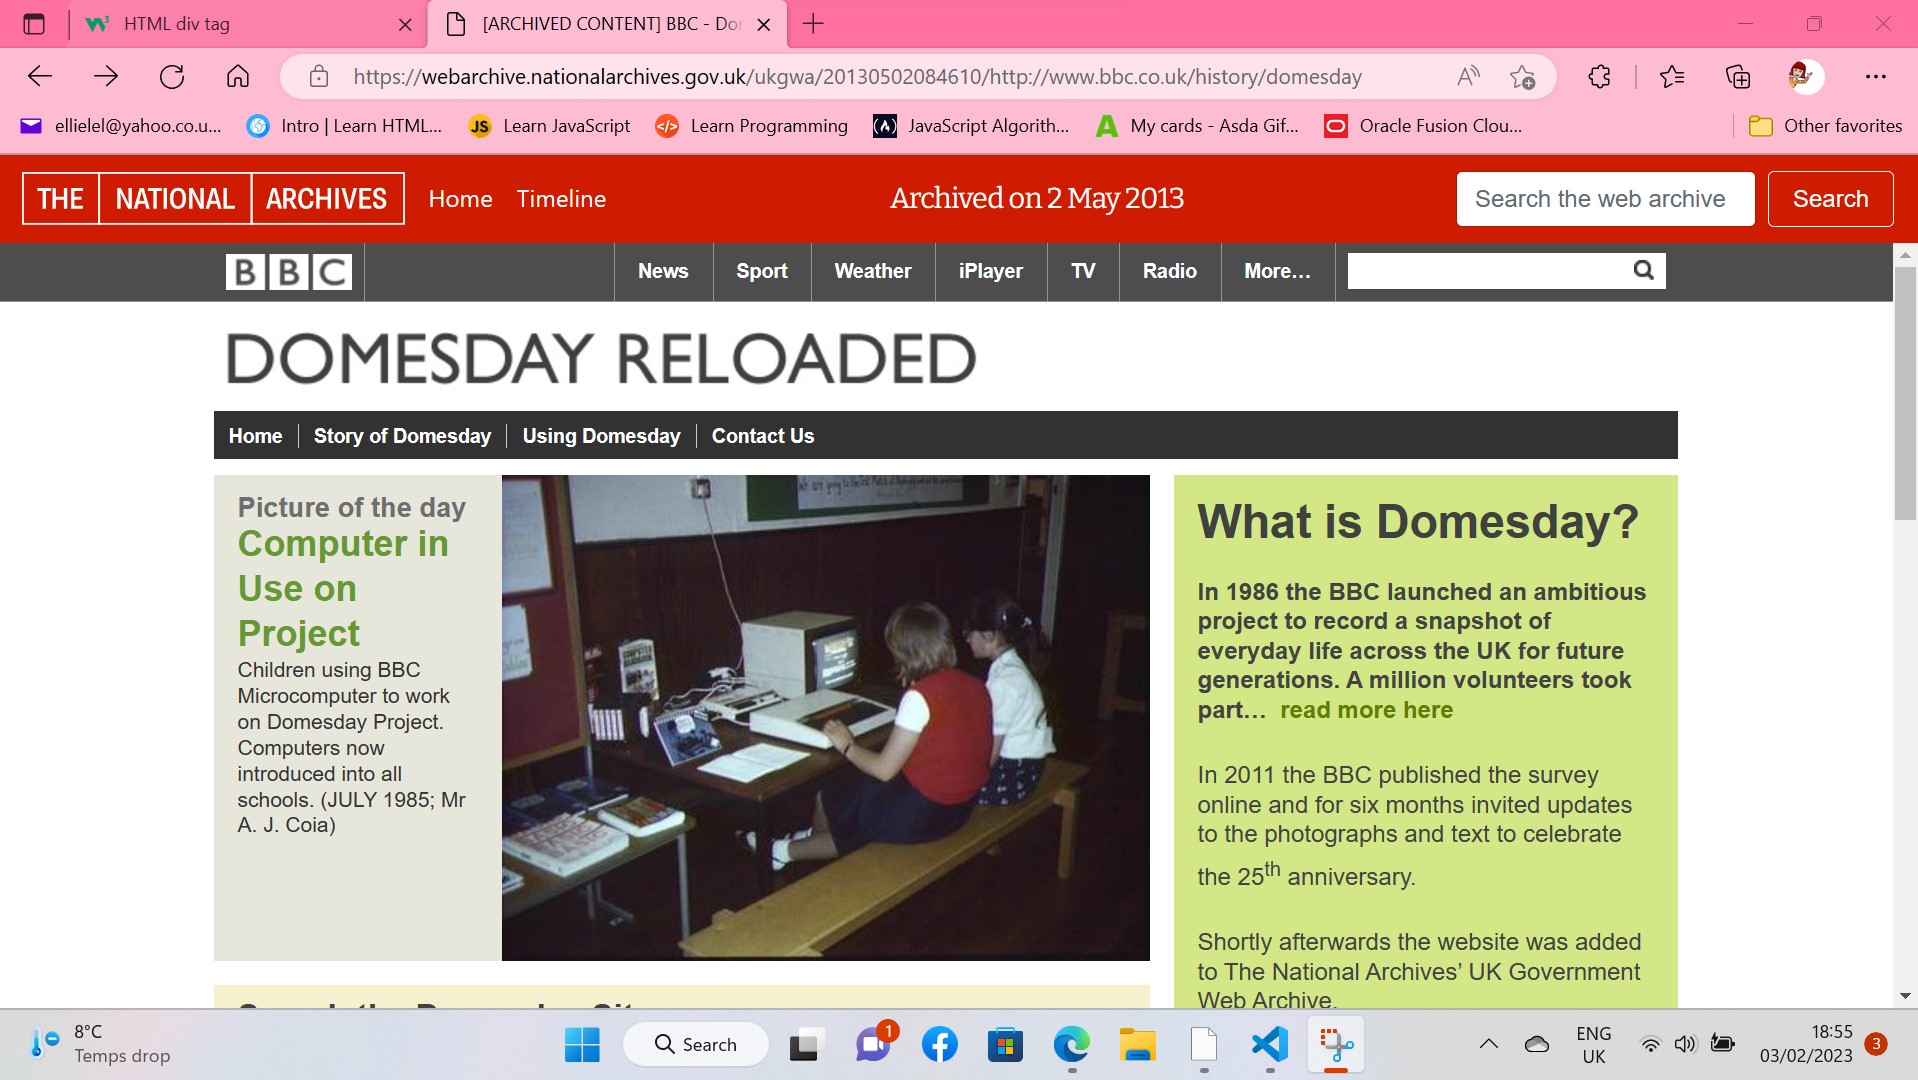 HTML div tag
[ARCHIVED CONTENT] BBC - Do
https://webarchive.nationalarchives.gov.uk/ukgwa/20130502084610/http://www.bbc.co.uk/history/domesday
ellielel@yahoo.co.u...
Intro | Learn HTML...
JS Learn JavaScript
Learn Programming
JavaScript Algorith...
My cards - Asda Gif...
Oracle Fusion Clou...
Other favorites
THE NATIONAL ARCHIVES
Home
Timeline
Archived on 2 May 2013
Search the web archive
Search
BBC
News
Sport
Weather
iPlayer
TV
Radio
More…
DOMESDAY RELOADED
Home
Story of Domesday
Using Domesday
Contact Us
Picture of the day
Computer in
Use on
Project
Children using BBC
Microcomputer to work
on Domesday Project.
Computers now
introduced into all
schools. (JULY 1985; Mr
A. J. Coia)
What is Domesday?
In 1986 the BBC launched an ambitious
project to record a snapshot of
everyday life across the UK for future
generations. A million volunteers took
part… read more here
In 2011 the BBC published the survey
online and for six months invited updates
to the photographs and text to celebrate
the 25th anniversary.
Shortly afterwards the website was added
to The National Archives’ UK Government
Web Archive.
8°C
Temps drop
Search
1
ENG
UK
18:55
03/02/2023
3